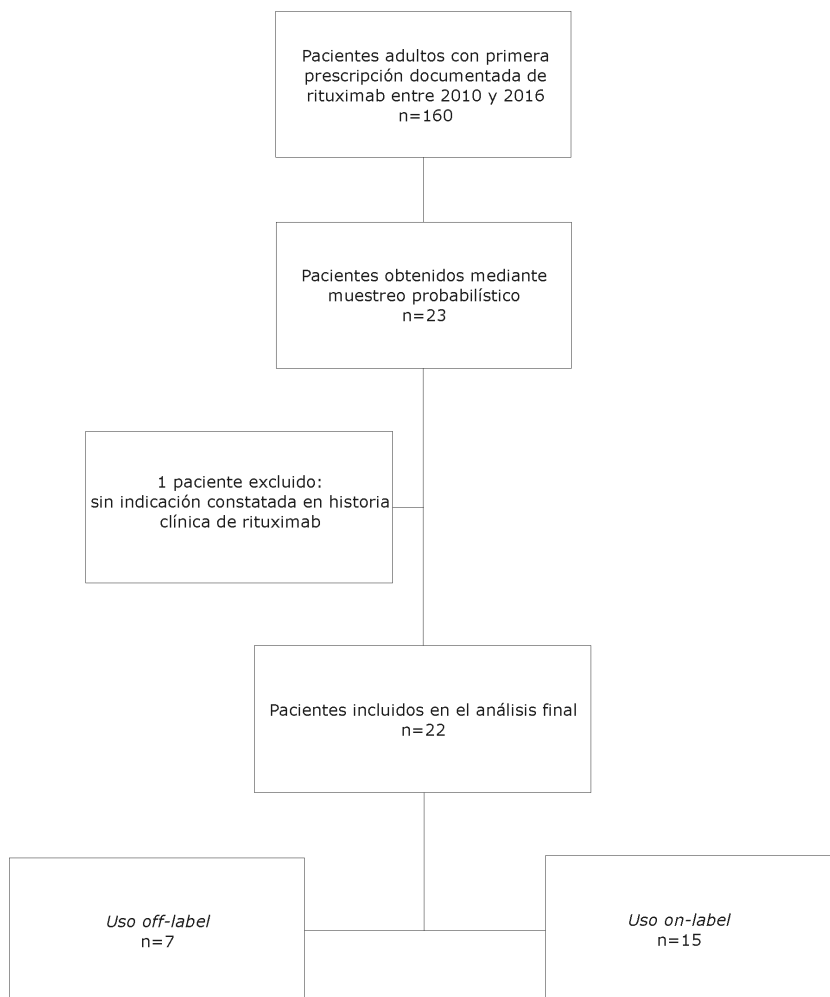 Pacientes adultos con primera
prescripción documentada de
rituximab entre 2010 y 2016
n=160
Pacientes obtenidos mediante
muestreo probabilístico
n=23
1 paciente excluido:
sin indicación constatada en historia
clínica de rituximab
Pacientes incluidos en el análisis final
n=22
Uso off-label
n=7
Uso on-label
n=15